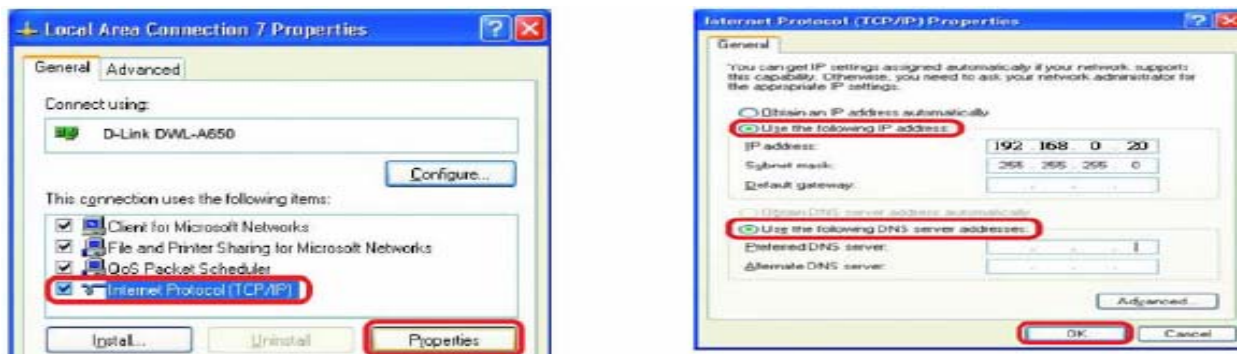 Local Area Connection 7 Properties
General Advanced
Connect using:
D-Link DWL-A650
Configure...
This connection uses the following items:
Client for Microsoft Networks
File and Printer Sharing for Microsoft Networks
QoS Packet Scheduler
Internet Protocol (TCP/IP)
Install... Uninstall Properties
Internet Protocol (TCP/IP) Properties
General
You can get IP settings assigned automatically if your network supports
this capability. Otherwise, you need to ask your network administrator for
the appropriate IP settings.
Obtain an IP address automatically
Use the following IP address:
IP address: 192 . 168 . 0 . 20
Subnet mask: 255 . 255 . 255 . 0
Default gateway: . . .
Obtain DNS server address automatically
Use the following DNS server addresses:
Preferred DNS server: . . .
Alternate DNS server: . . .
Advanced...
OK Cancel